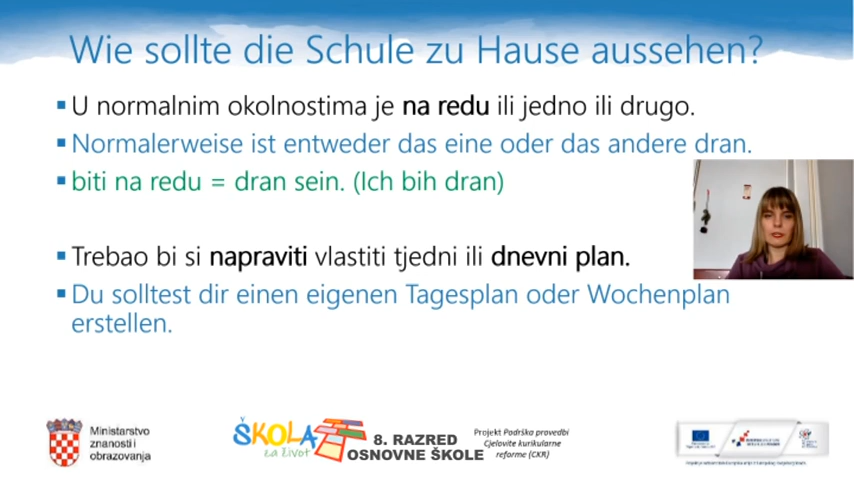 Wie sollte die Schule zu Hause aussehen?
U normalnim okolnostima je na redu ili jedno ili drugo.
Normalerweise ist entweder das eine oder das andere dran.
biti na redu = dran sein. (Ich bih dran)
Trebao bi si napraviti vlastiti tjedni ili dnevni plan.
Du solltest dir einen eigenen Tagesplan oder Wochenplan
erstellen.
Ministarstvo
znanosti i
obrazovanja
ŠKOLA
za život
8. RAZRED
OSNOVNE ŠKOLE
Projekt Podrška provedbi
Cjelovite kurikularne
reforme (CKR)